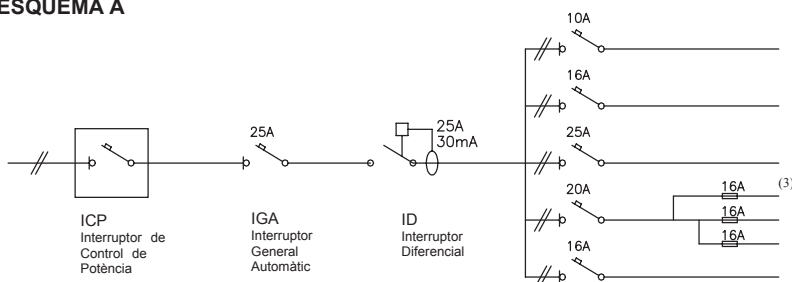 ESQUEMA A
10A
16A
25A
25A
30mA
25A
20A
16A
(3)
16A
16A
16A
ICP
Interruptor de
Control de
Potència
IGA
Interruptor
General
Automàtic
ID
Interruptor
Diferencial